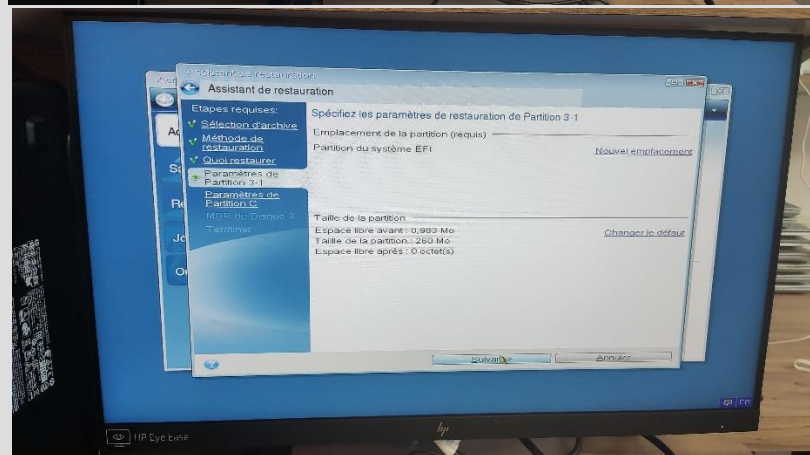 Assistant de restauration
Assistant de restauration
Etapes requises:
Sélection d'archive
Méthode de
restauration
Quoi restaurer
Paramètres de
Partition 3-1
Paramètres de
Partition C
MBR de Disque 3
Terminer
Spécifiez les paramètres de restauration de Partition 3-1
Emplacement de la partition (requis)
Partition du système EFI
Nouvel emplacement
Taille de la partition
Espace libre avant : 0,983 Mo
Changer le défaut
Taille de la partition : 260 Mo
Espace libre après : 0 octet(s)
Suivant
Annuler
FR
HP Eye Ease
hp